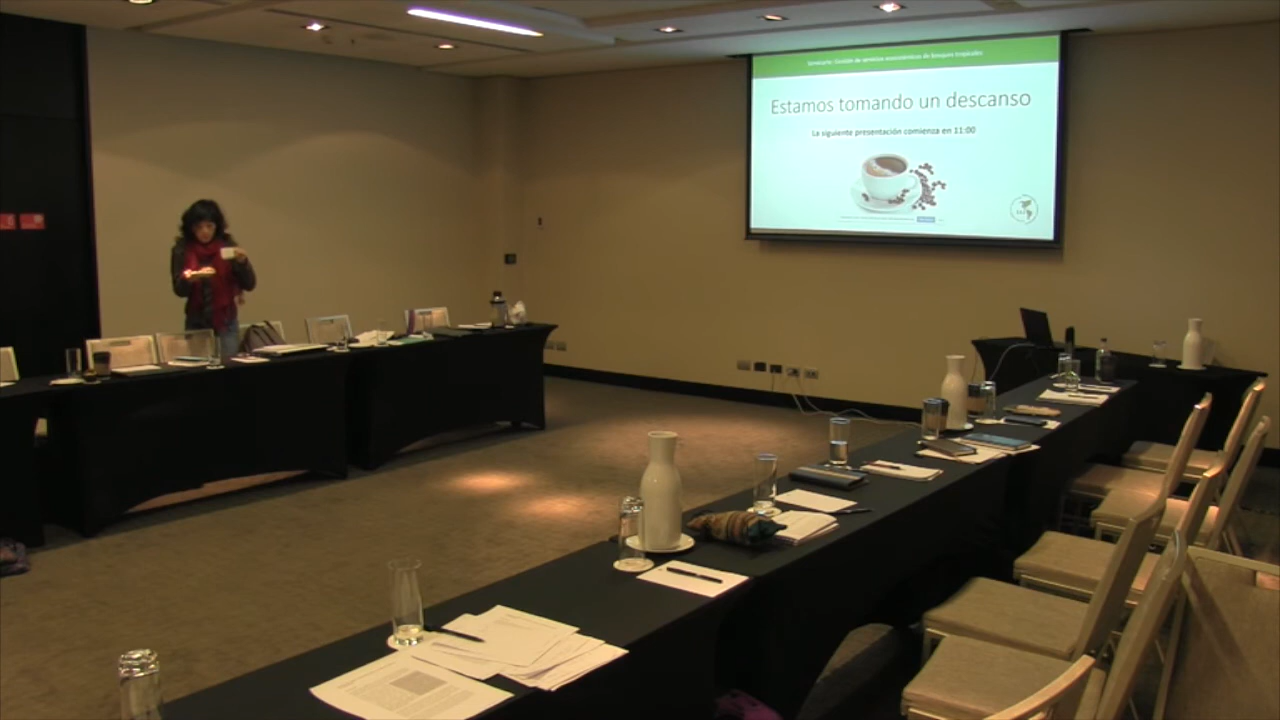 Seminario: Gestión de servicios ecosistémicos de bosques tropicales
Estamos tomando un descanso
La siguiente presentación comienza en 11:00